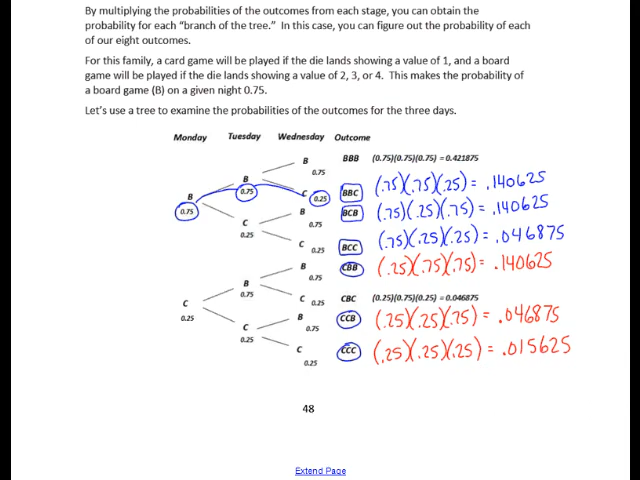 By multiplying the probabilities of the outcomes from each stage, you can obtain the
probability for each “branch of the tree.” In this case, you can figure out the probability of each
of our eight outcomes.
For this family, a card game will be played if the die lands showing a value of 1, and a board
game will be played if the die lands showing a value of 2, 3, or 4. This makes the probability of
a board game (B) on a given night 0.75.
Let’s use a tree to examine the probabilities of the outcomes for the three days.
Monday Tuesday Wednesday Outcome
B BBB (0.75)(0.75)(0.75) = 0.421875
0.75
B
0.75
C 0.25 BBC (.75)(.75)(.25) = .140625
B
0.75
B BCB (.75)(.25)(.75) = .140625
0.75
C
0.25
C 0.25 BCC (.75)(.25)(.25) = .046875
B CBB (.25)(.75)(.75) = .140625
0.75
B
0.75
C 0.25 CBC (0.25)(0.75)(0.25) = 0.046875
C
0.25
B CCB (.25)(.25)(.75) = .046875
0.75
C
0.25
C CCC (.25)(.25)(.25) = .015625
0.25
48
Extend Page